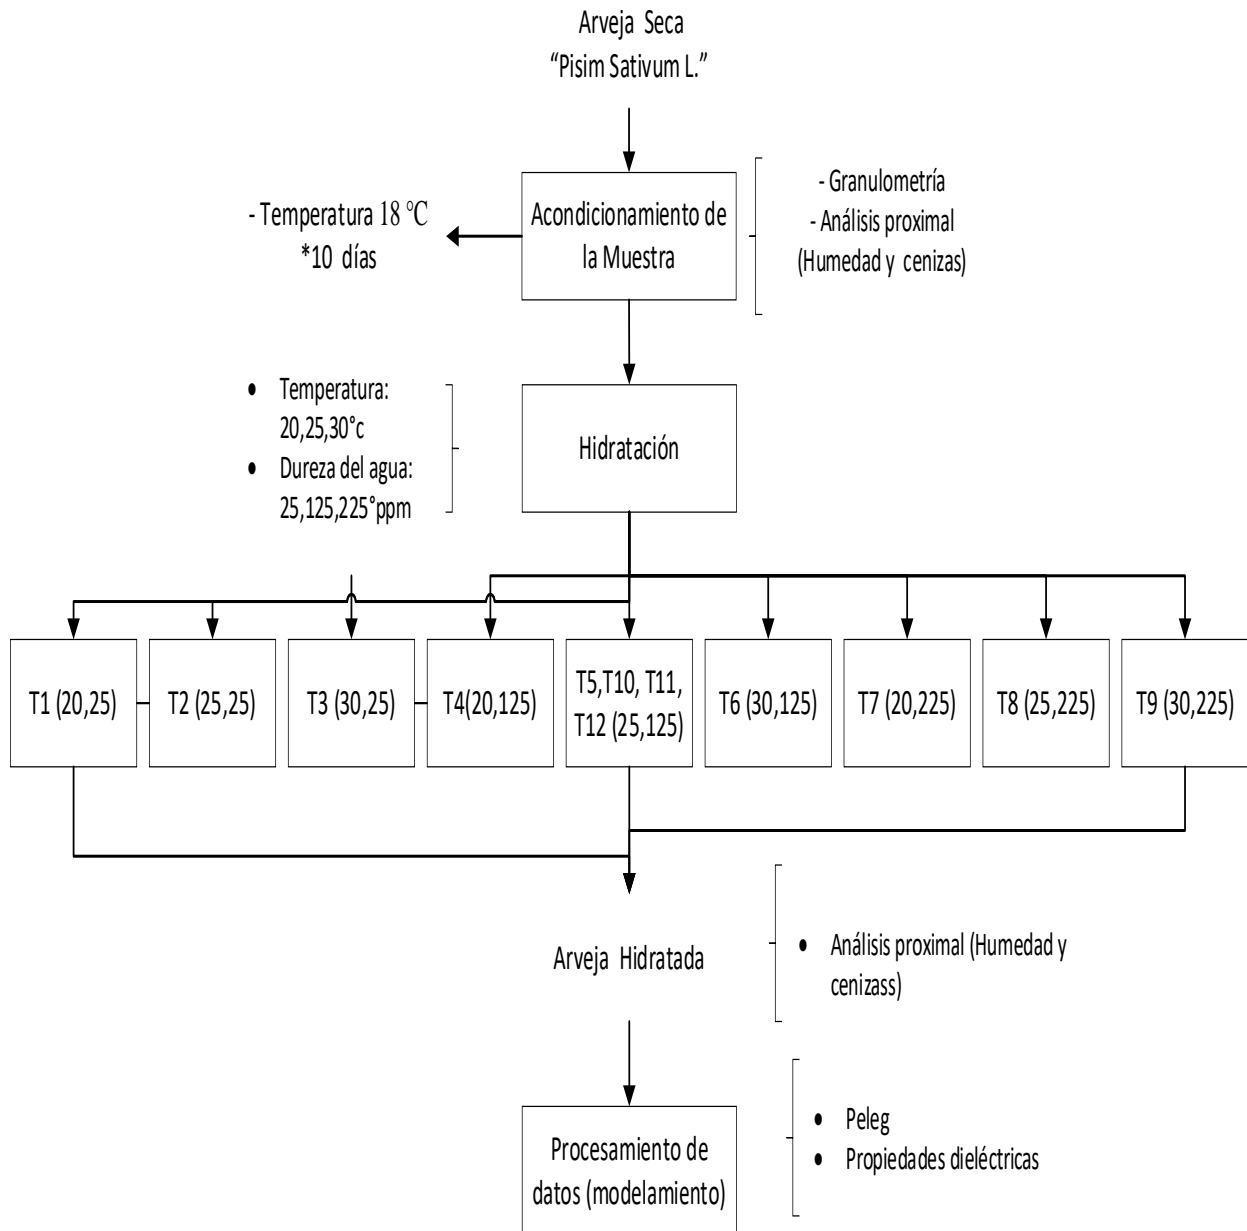 Arveja Seca
“Pisim Sativum L.”
- Temperatura 18 °C
*10 días
Acondicionamiento de
la Muestra
- Granulometría
- Análisis proximal
(Humedad y cenizas)
• Temperatura:
20,25,30°c
• Dureza del agua:
25,125,225°ppm
Hidratación
T1 (20,25)
T2 (25,25)
T3 (30,25)
T4(20,125)
T5,T10, T11,
T12 (25,125)
T6 (30,125)
T7 (20,225)
T8 (25,225)
T9 (30,225)
Arveja Hidratada
• Análisis proximal (Humedad y
cenizass)
Procesamiento de
datos (modelamiento)
• Peleg
• Propiedades dieléctricas